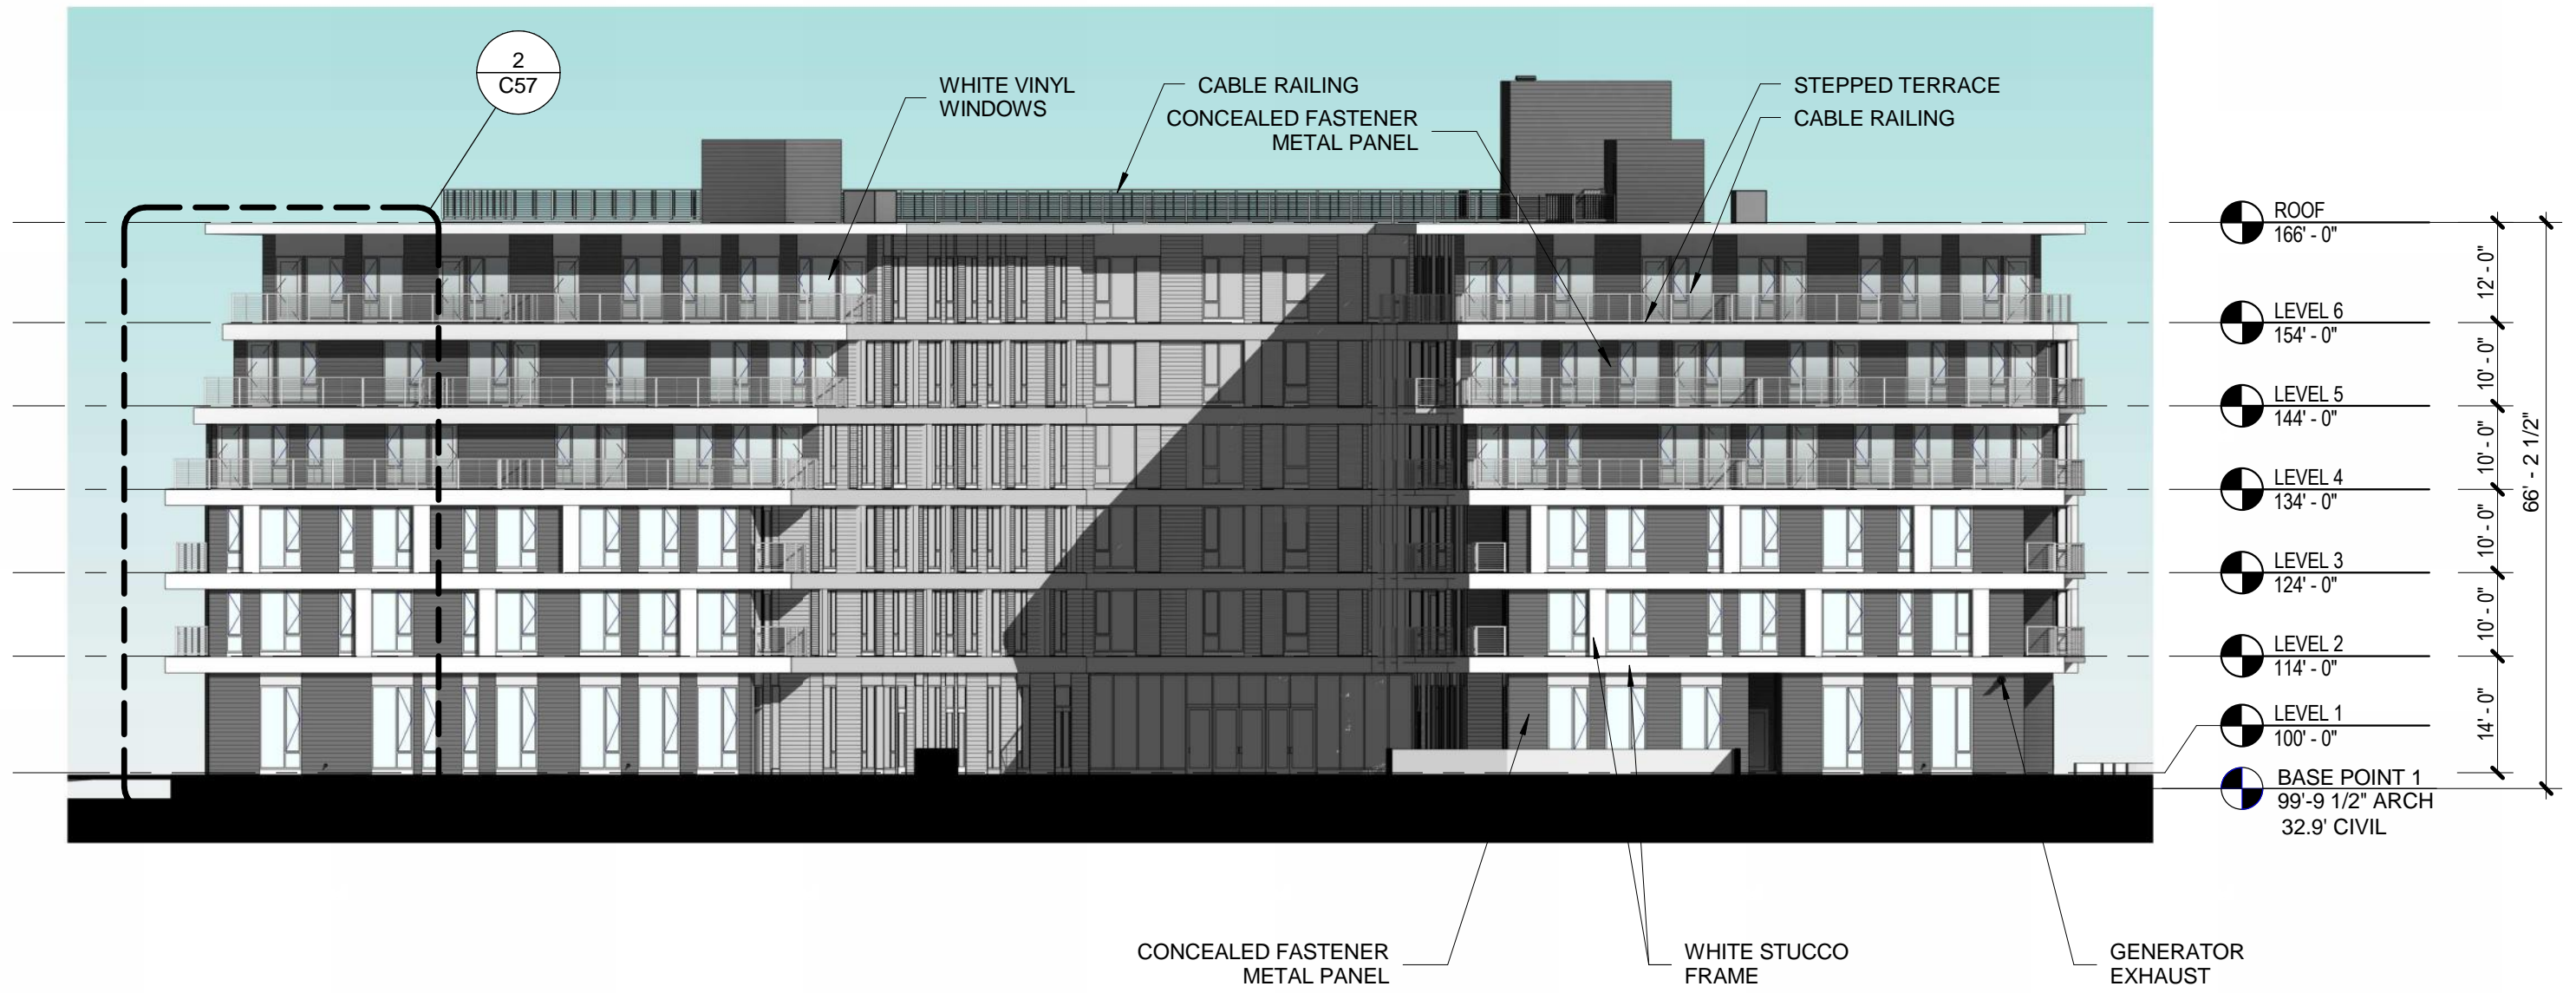 2
C57
WHITE VINYL
WINDOWS
CABLE RAILING
CONCEALED FASTENER
METAL PANEL
STEPPED TERRACE
CABLE RAILING
ROOF
166' - 0"
12' - 0"
LEVEL 6
154' - 0"
10' - 0"
LEVEL 5
144' - 0"
10' - 0"
LEVEL 4
134' - 0"
10' - 0"
LEVEL 3
124' - 0"
10' - 0"
LEVEL 2
114' - 0"
14' - 0"
LEVEL 1
100' - 0"
66' - 2 1/2"
BASE POINT 1
99'-9 1/2" ARCH
32.9' CIVIL
CONCEALED FASTENER
METAL PANEL
WHITE STUCCO
FRAME
GENERATOR
EXHAUST